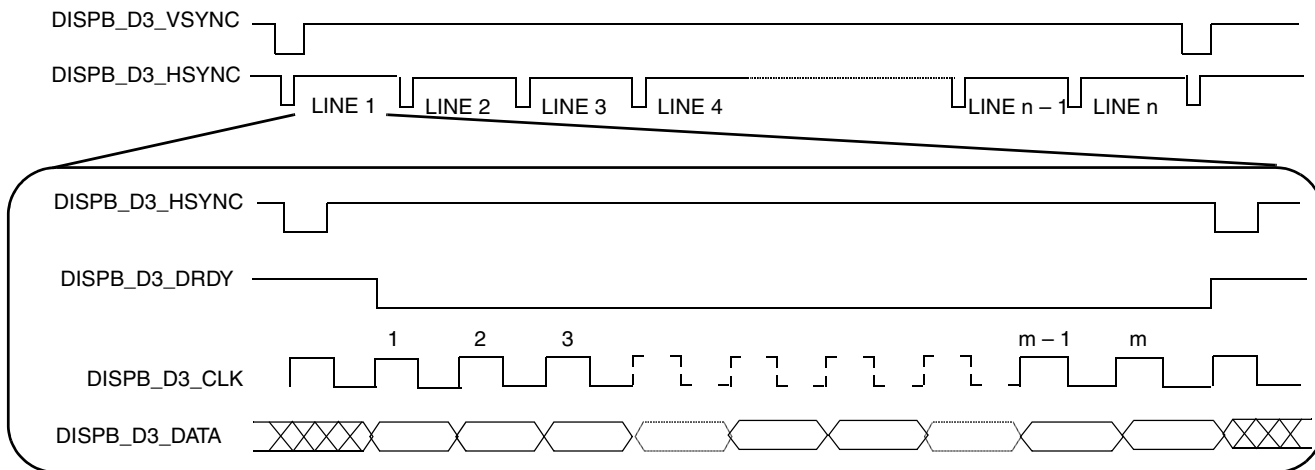 DISPB_D3_VSYNC
DISPB_D3_HSYNC
LINE 1 LINE 2 LINE 3 LINE 4 LINE n – 1 LINE n
DISPB_D3_HSYNC
DISPB_D3_DRDY
1 2 3 m – 1 m
DISPB_D3_CLK
DISPB_D3_DATA